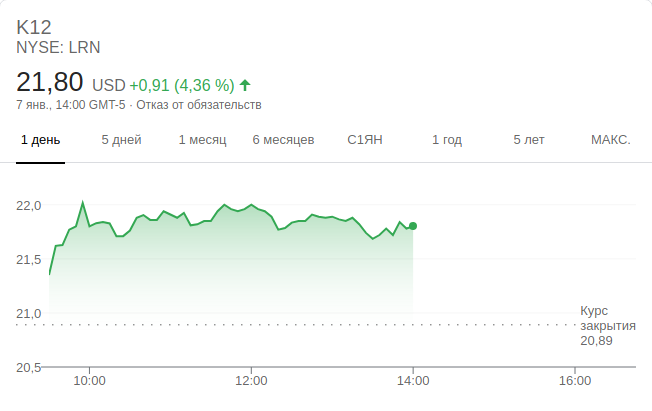 K12
NYSE: LRN
21,80 USD +0,91 (4,36 %)
7 янв., 14:00 GMT-5 · Отказ от обязательств
1 день 5 дней 1 месяц 6 месяцев С1ЯН 1 год 5 лет МАКС.
22,0
21,5
21,0
Курс
закрытия
20,89
20,5
10:00 12:00 14:00 16:00